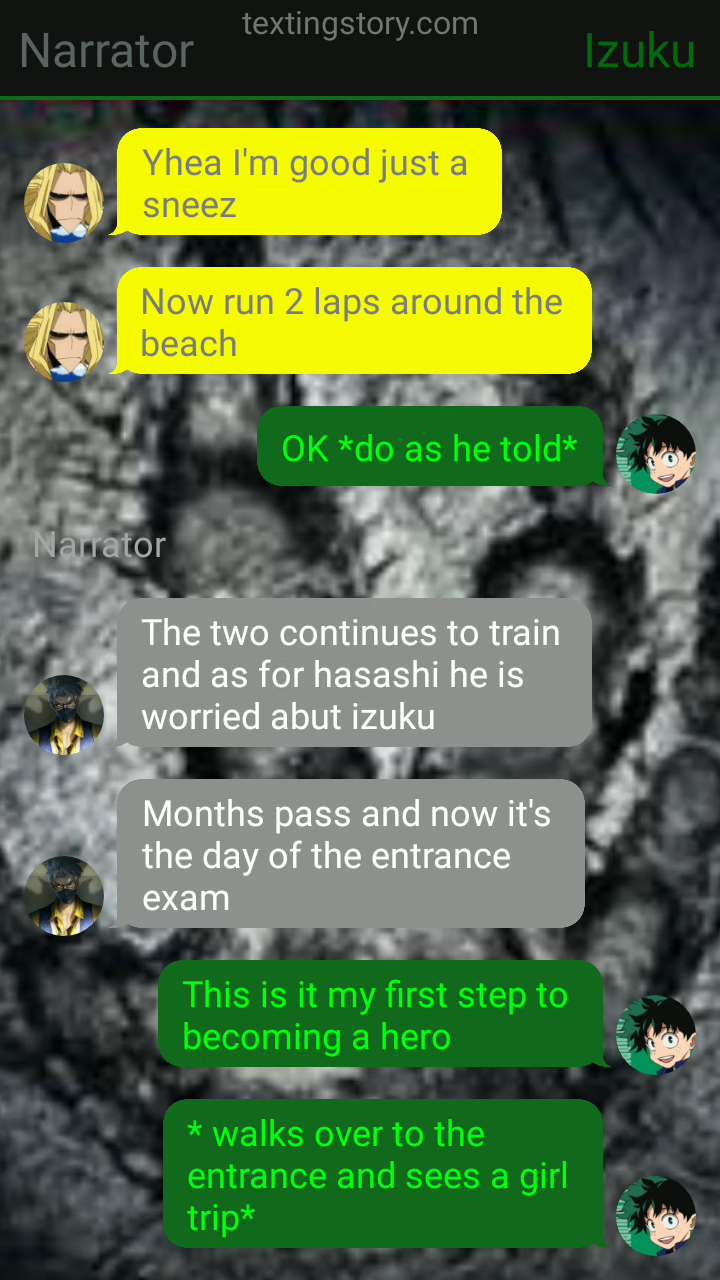 textingstory.com
Narrator
Izuku
Yhea I'm good just a
sneez
Now run 2 laps around the
beach
OK *do as he told*
Narrator
The two continues to train
and as for hasashi he is
worried abut izuku
Months pass and now it's
the day of the entrance
exam
This is it my first step to
becoming a hero
* walks over to the
entrance and sees a girl
trip*